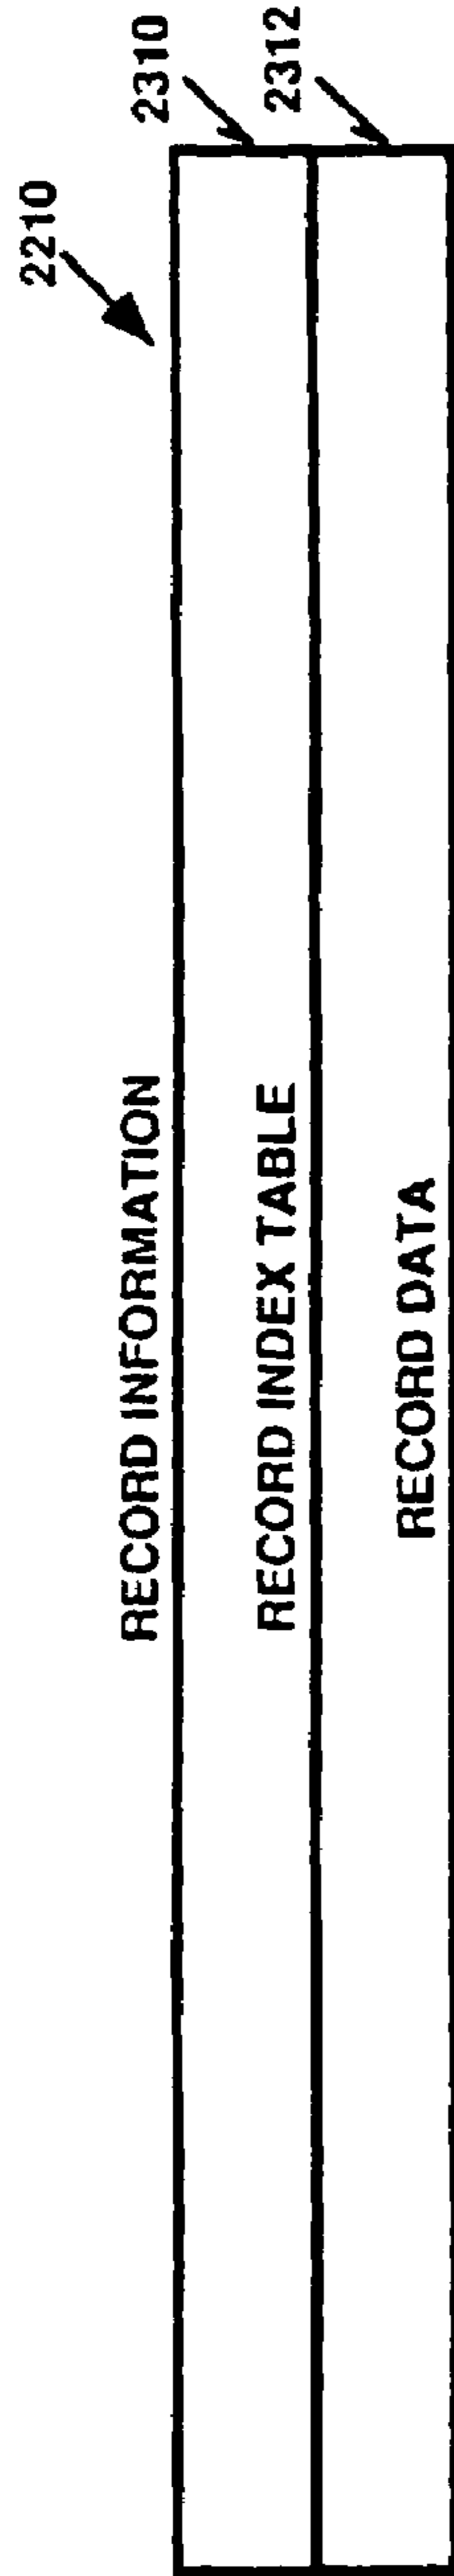 2210
RECORD INFORMATION
2310
RECORD INDEX TABLE
2312
RECORD DATA